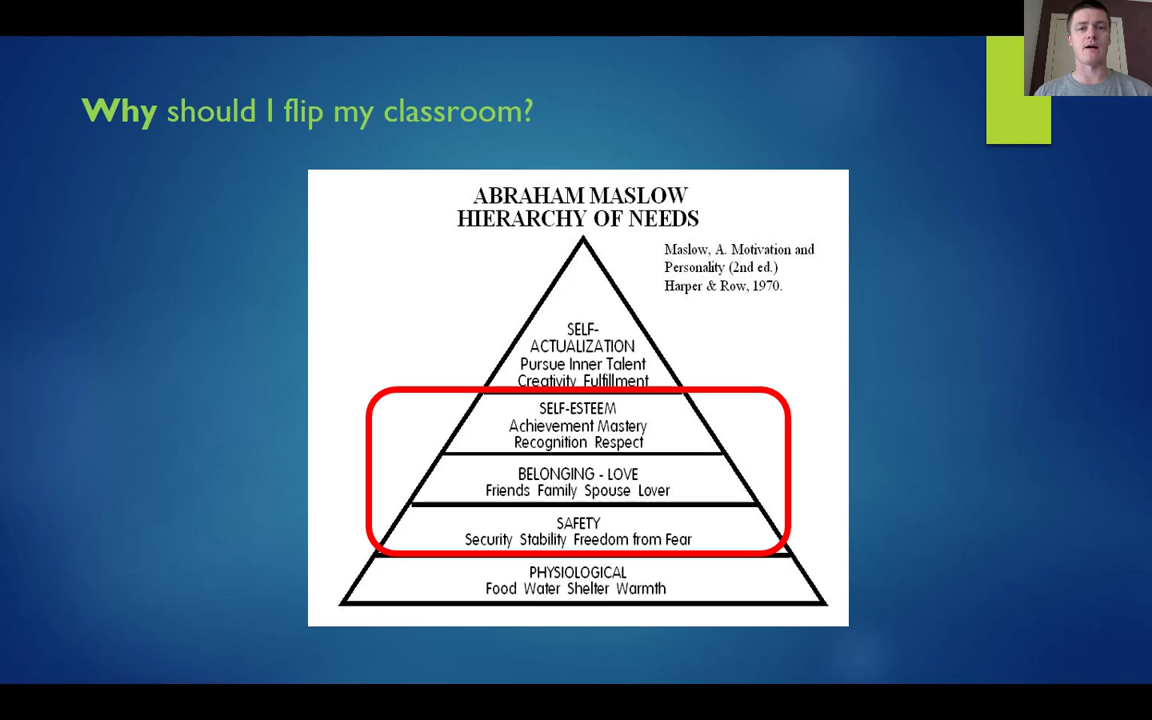 Why should I flip my classroom?
ABRAHAM MASLOW
HIERARCHY OF NEEDS
Maslow, A. Motivation and
Personality (2nd ed.)
Harper & Row, 1970.
SELF-
ACTUALIZATION
Pursue Inner Talent
Creativity Fulfillment
SELF-ESTEEM
Achievement Mastery
Recognition Respect
BELONGING - LOVE
Friends Family Spouse Lover
SAFETY
Security Stability Freedom from Fear
PHYSIOLOGICAL
Food Water Shelter Warmth